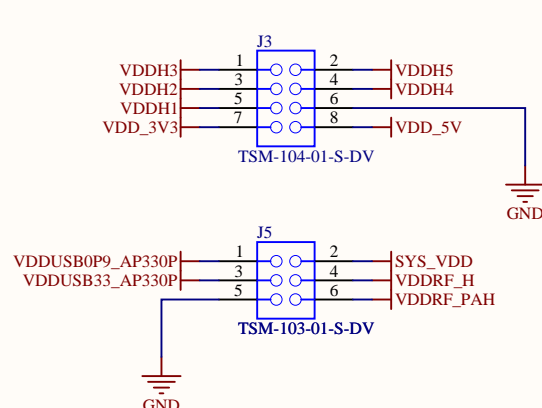 J3
VDDH3 1 2 VDDH5
VDDH2 3 4 VDDH4
VDDH1 5 6
VDD_3V3 7 8 VDD_5V
TSM-104-01-S-DV
GND
J5
VDDUSB0P9_AP330P 1 2 SYS_VDD
VDDUSB33_AP330P 3 4 VDDRF_H
5 6 VDDRF_PAH
TSM-103-01-S-DV
GND